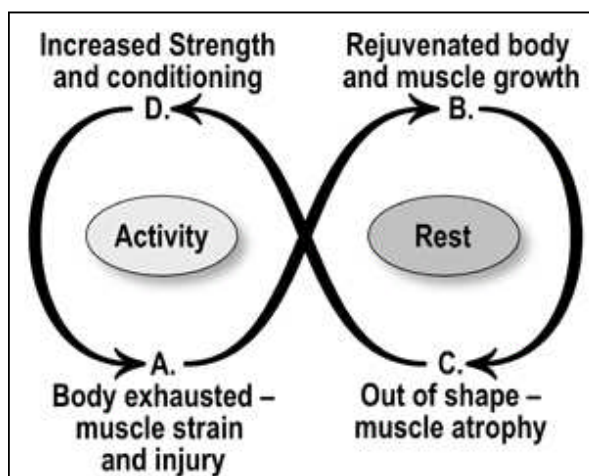 Increased Strength
and conditioning
D.
Rejuvenated body
and muscle growth
B.
Activity
Rest
A.
Body exhausted –
muscle strain
and injury
C.
Out of shape –
muscle atrophy